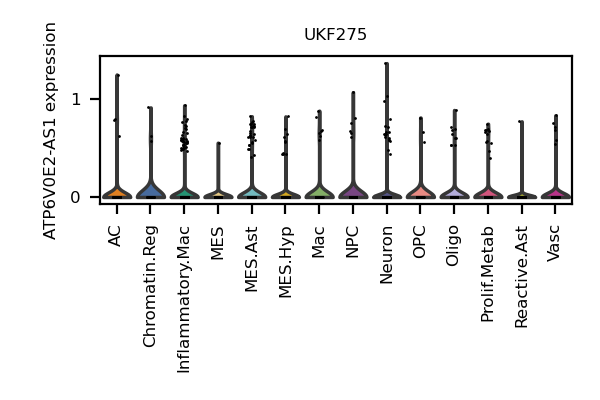 UKF275
ATP6V0E2-AS1 expression
1
0
AC
Chromatin.Reg
Inflammatory.Mac
MES
MES.Ast
MES.Hyp
Mac
NPC
Neuron
OPC
Oligo
Prolif.Metab
Reactive.Ast
Vasc